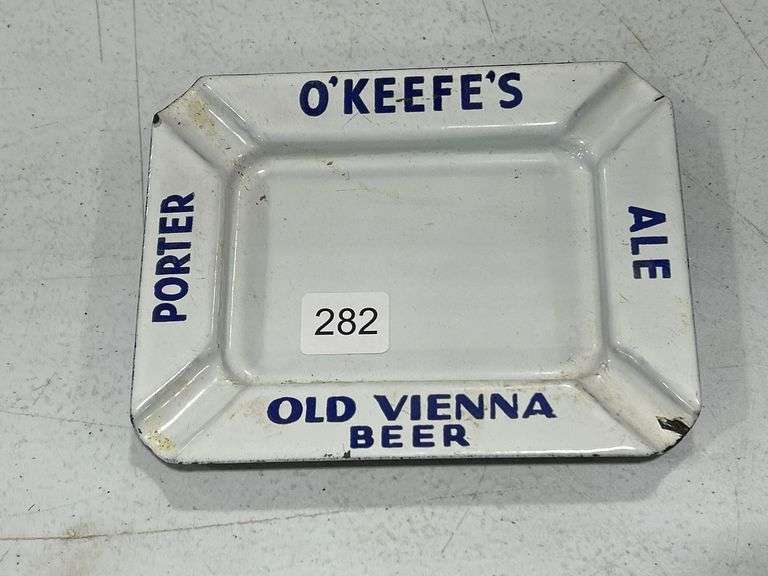 O'KEEFE'S
PORTER
ALE
282
OLD VIENNA
BEER